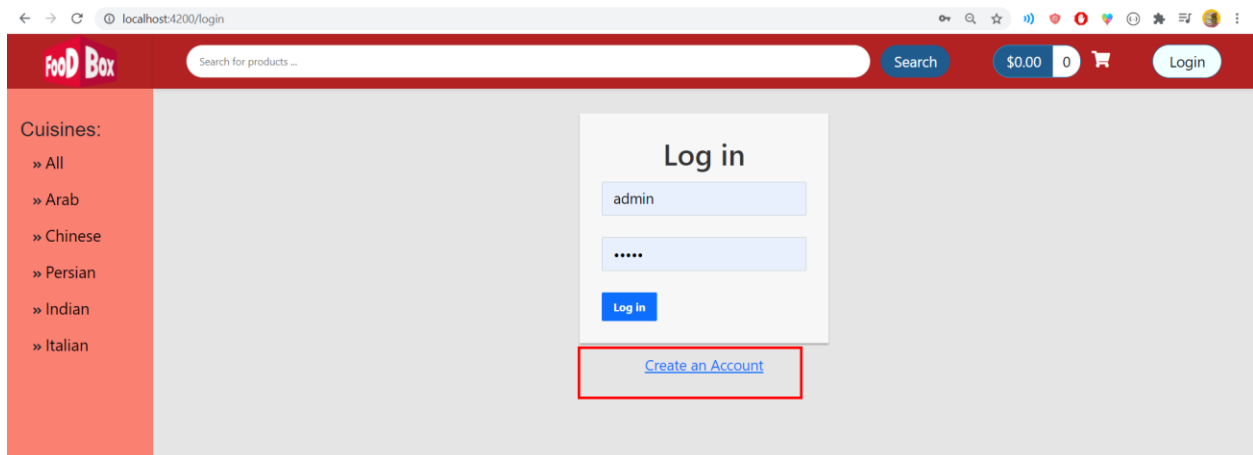 localhost:4200/login
FooD Box
Search for products ...
Search
$0.00 0
Login
Cuisines:
» All
» Arab
» Chinese
» Persian
» Indian
» Italian
Log in
admin
•••••
Log in
Create an Account